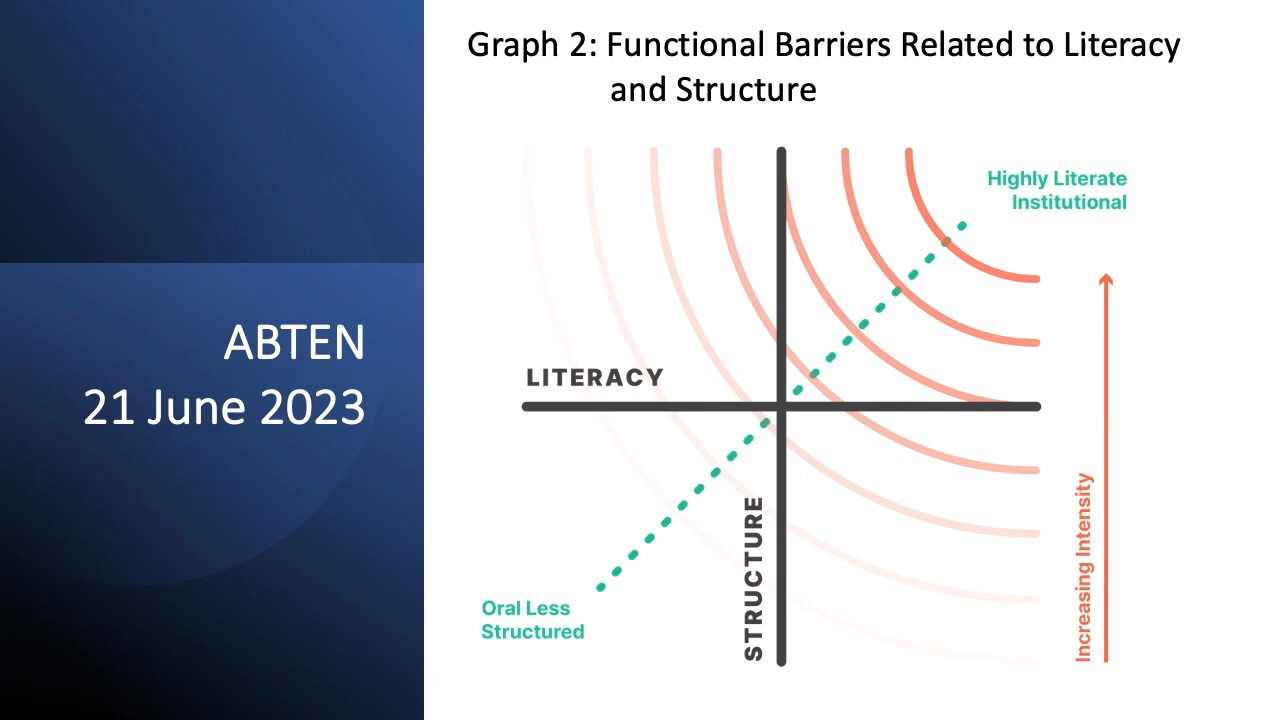 Graph 2: Functional Barriers Related to Literacy
and Structure
ABTEN
21 June 2023
Highly Literate
Institutional
LITERACY
STRUCTURE
Oral Less
Structured
Increasing Intensity